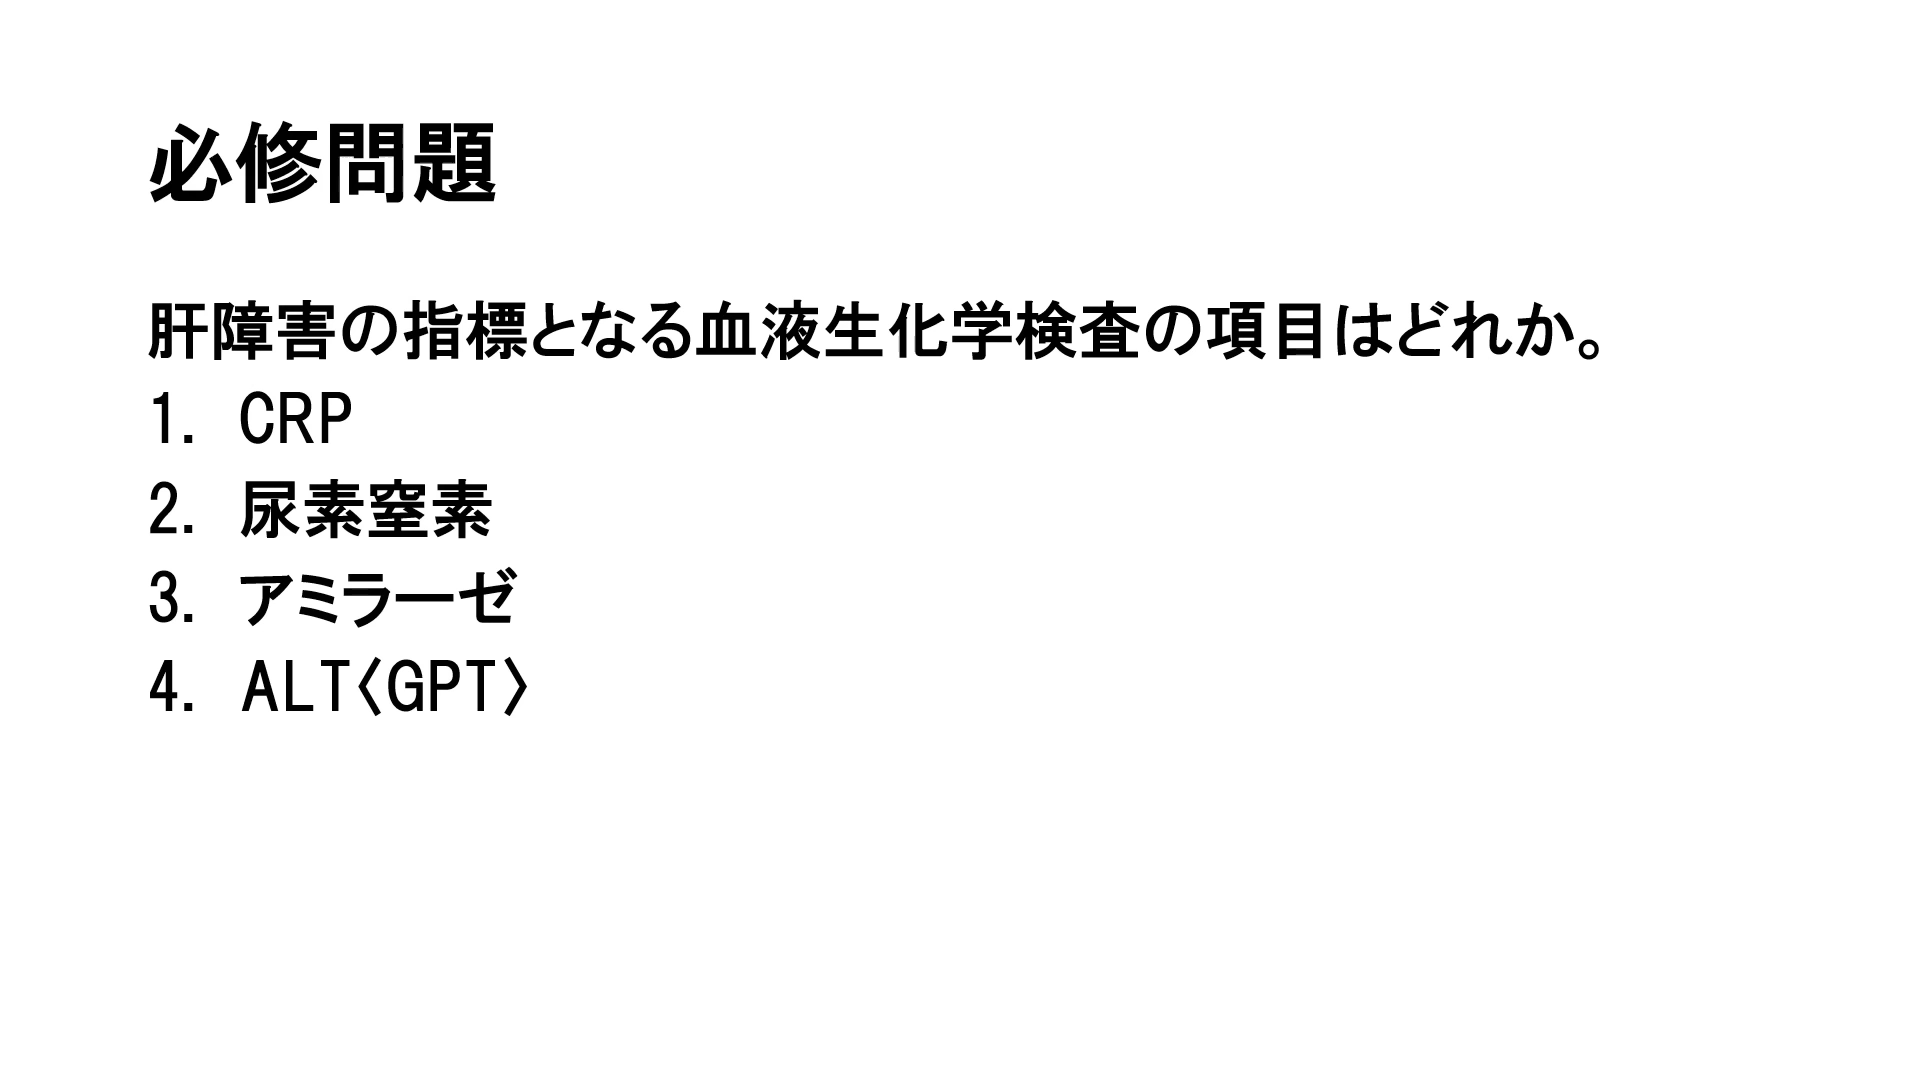 必修問題
肝障害の指標となる血液生化学検査の項目はどれか。
1. CRP
2. 尿素窒素
3. アミラーゼ
4. ALT〈GPT〉